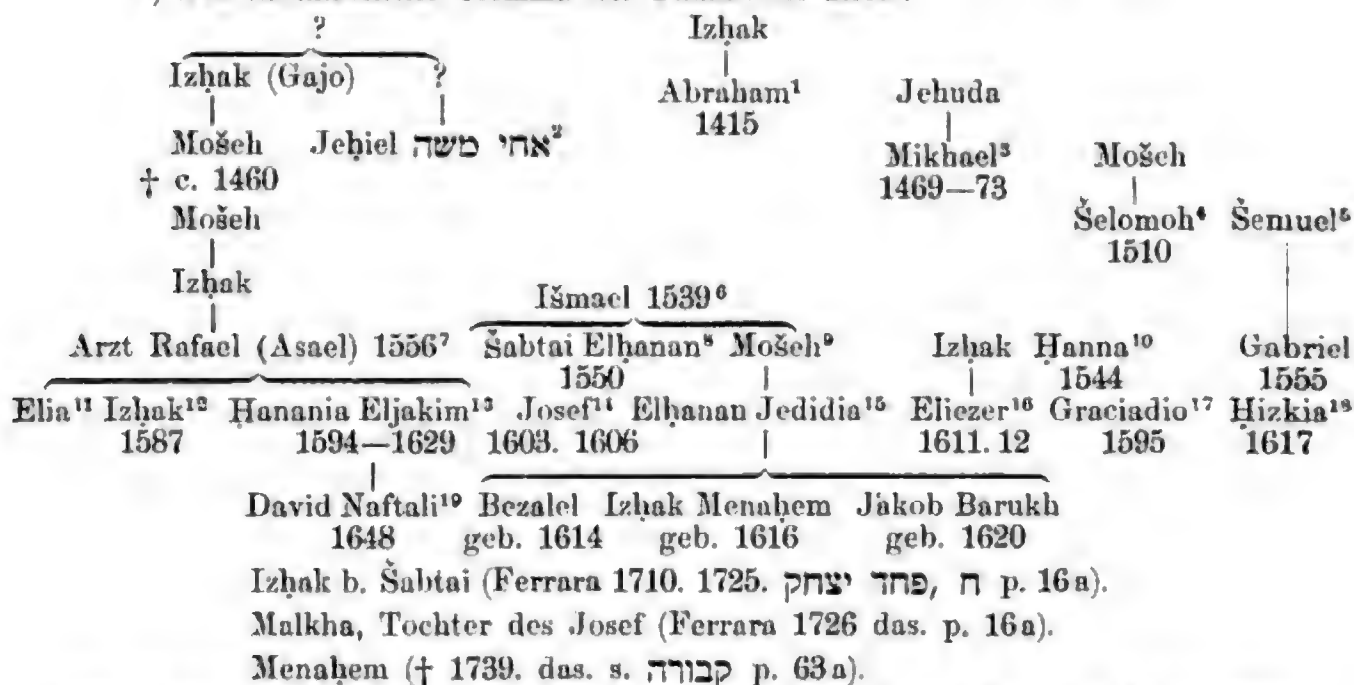 ? Izḥak
Izḥak (Gajo) ? Abraham¹ Jehuda
1415
Mošeh Jeḥiel אחי משה² Mikhael³ Mošeh
† c. 1460 1469—73
Mošeh Šelomoh⁴ Šemuel⁵
1510
Izḥak
Išmael 1539⁶
Arzt Rafael (Asael) 1556⁷ Šabtai Elḥanan⁸ Mošeh⁹ Izḥak Ḥanna¹⁰ Gabriel
1550 1544 1555
Elia¹¹ Izḥak¹² Ḥanania Eljakim¹³ Josef¹⁴ Elḥanan Jedidia¹⁵ Eliezer¹⁶ Graciadio¹⁷ Ḥizkia¹⁸
1587 1594—1629 1603. 1606 1611. 12 1595 1617
David Naftali¹⁹ Bezalel Izḥak Menaḥem Jakob Barukh
1648 geb. 1614 geb. 1616 geb. 1620
Izḥak b. Šabtai (Ferrara 1710. 1725. פחד יצחק, ח p. 16a).
Malkha, Tochter des Josef (Ferrara 1726 das. p. 16a).
Menaḥem († 1739. das. s. קבורה p. 63a).